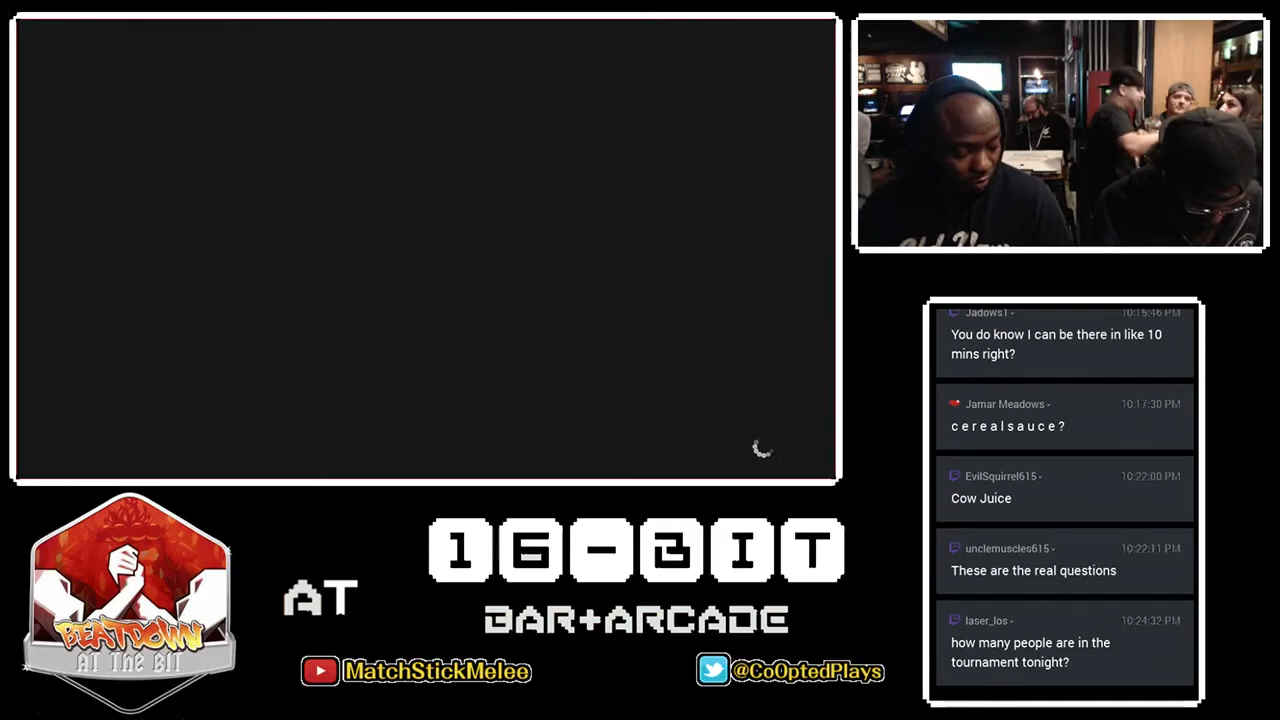 Jadows1
10:15:46 PM
You do know I can be there in like 10
mins right?
Jamar Meadows
10:17:30 PM
c e r e a l s a u c e ?
EvilSquirrel615
10:22:00 PM
Cow Juice
unclemuscles615
10:22:11 PM
These are the real questions
laser_los
10:24:32 PM
how many people are in the
tournament tonight?
BEATDOWN
AT THE BIT
AT
16-BIT
BAR+ARCADE
MatchStickMelee
@CoOptedPlays